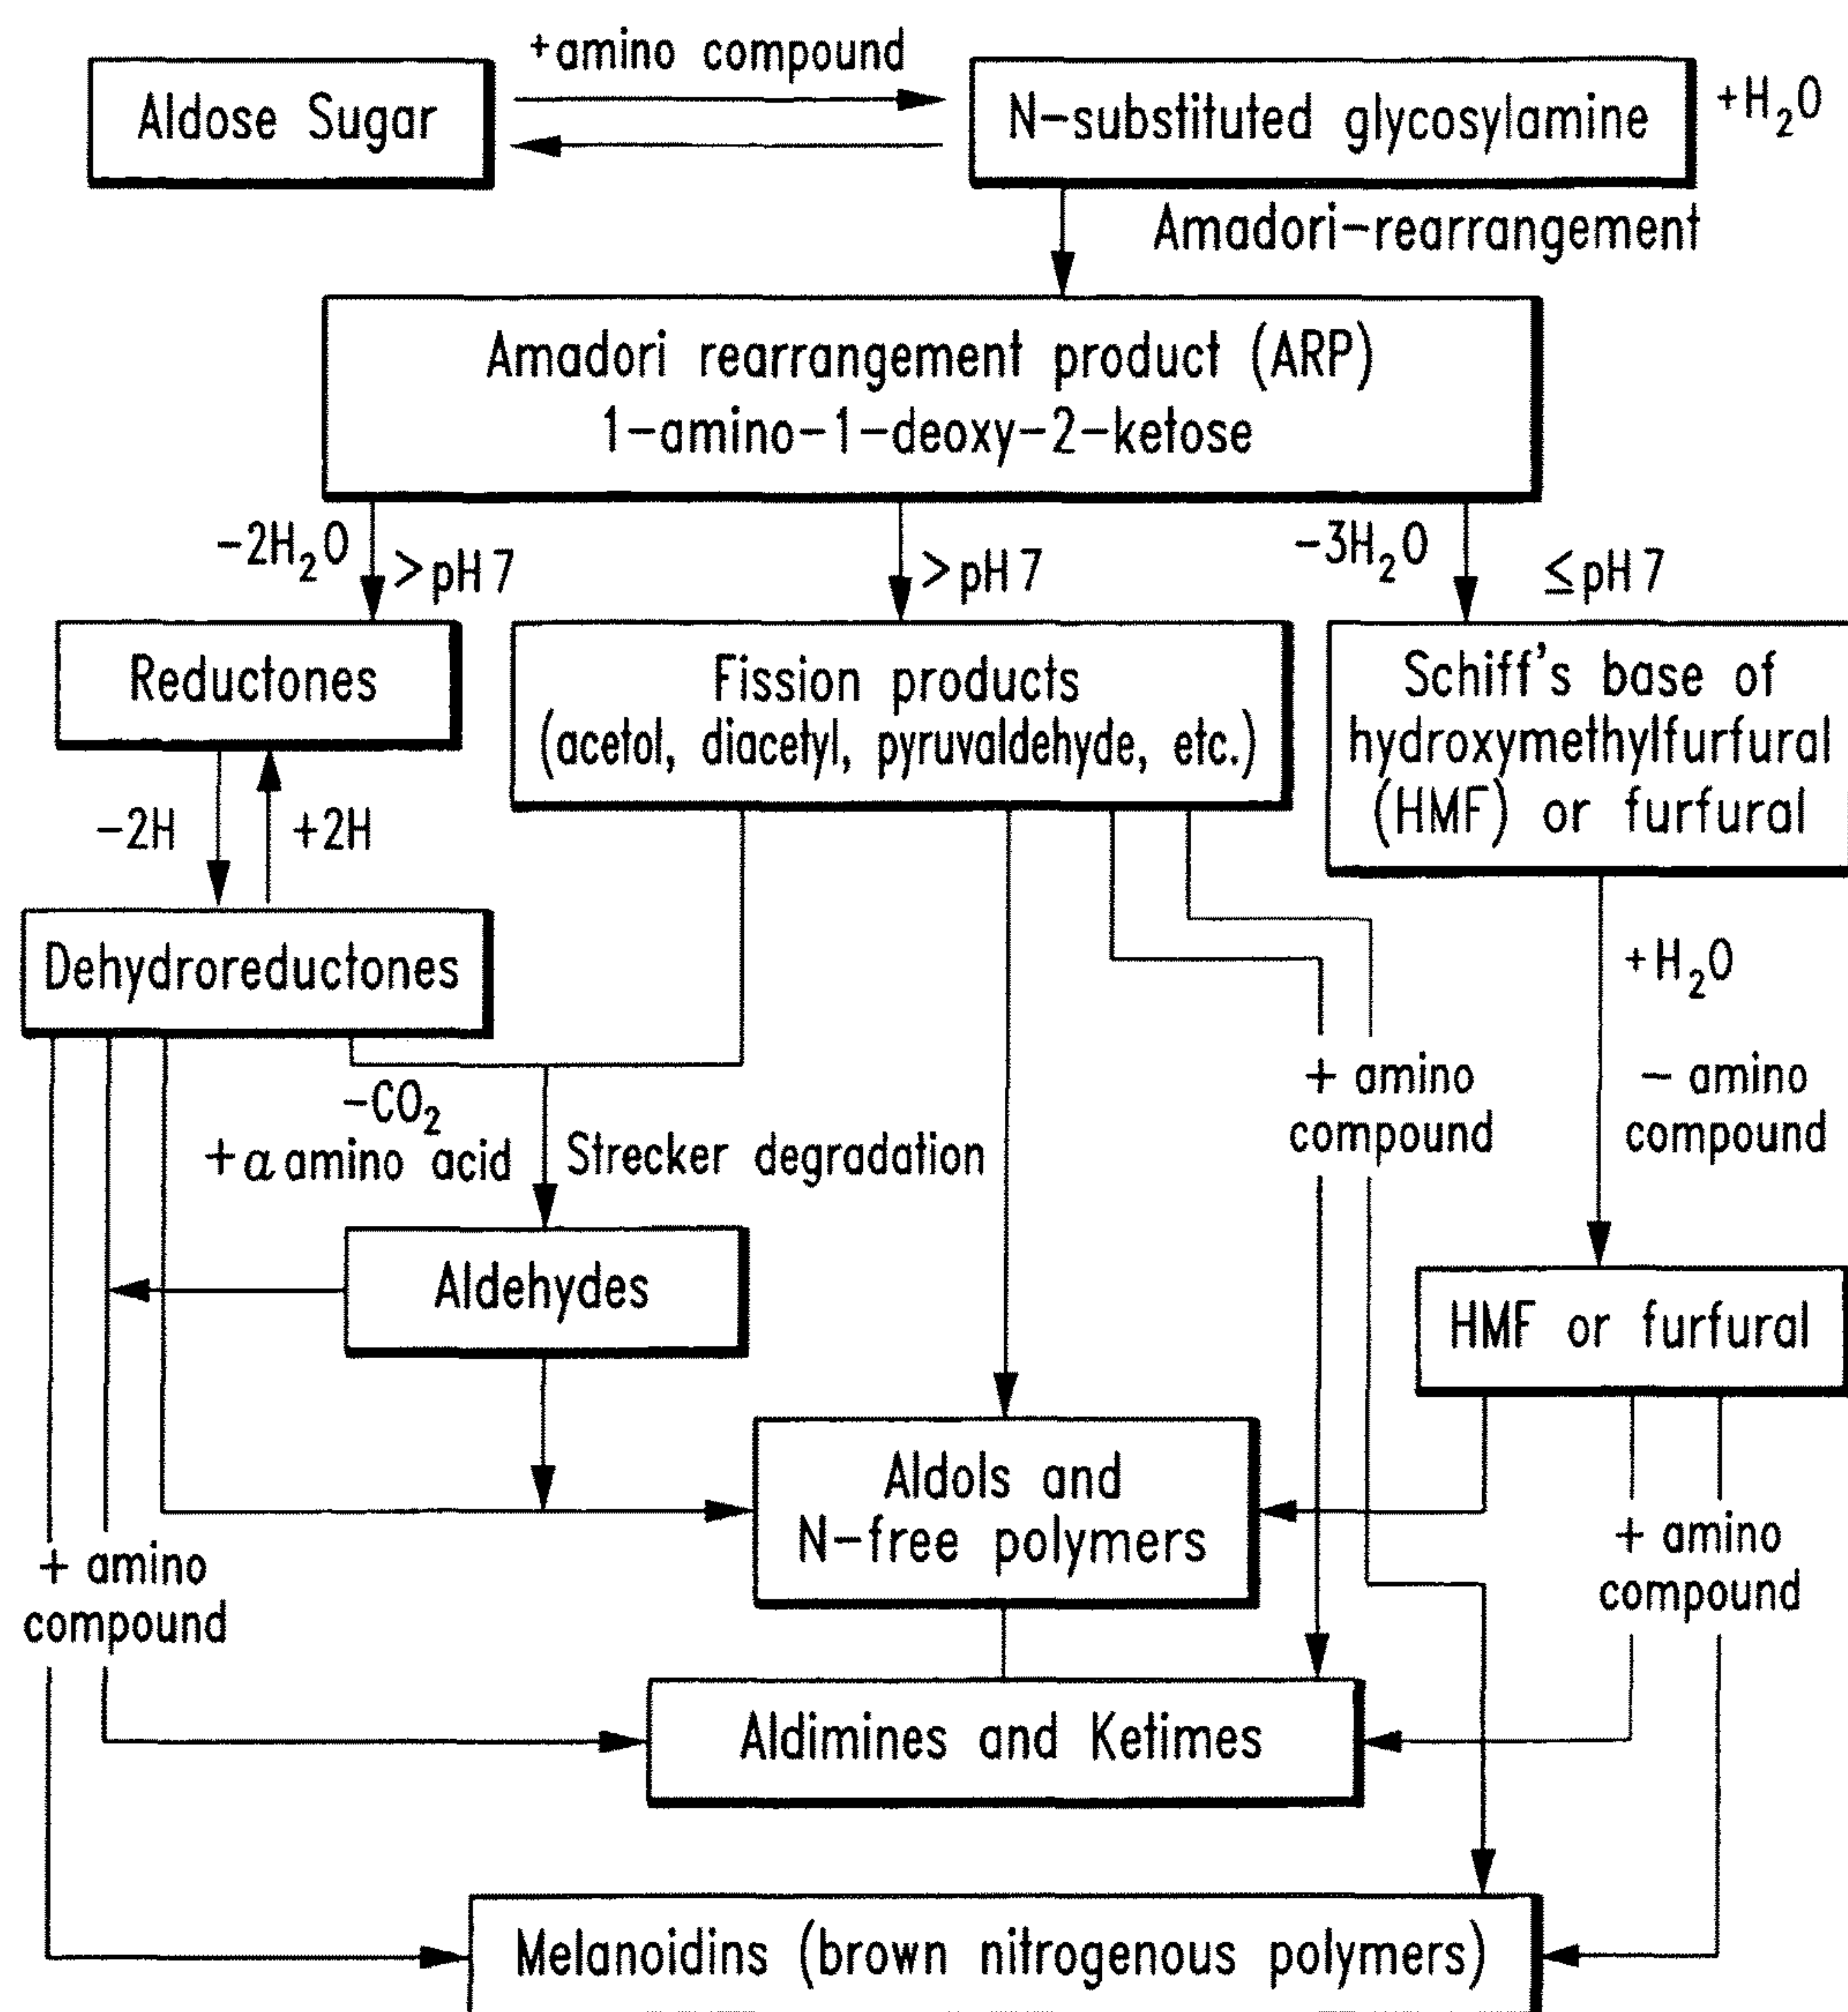 +amino compound
Aldose Sugar
N-substituted glycosylamine
+H₂O
Amadori-rearrangement
Amadori rearrangement product (ARP)
1-amino-1-deoxy-2-ketose
-2H₂O
>pH 7
>pH 7
-3H₂O
≤pH 7
Reductones
Fission products
(acetol, diacetyl, pyruvaldehyde, etc.)
Schiff's base of
hydroxymethylfurfural
(HMF) or furfural
-2H
+2H
Dehydroreductones
+H₂O
-CO₂
+α amino acid
Strecker degradation
+ amino
compound
- amino
compound
Aldehydes
HMF or furfural
Aldols and
N-free polymers
+ amino
compound
+ amino
compound
Aldimines and Ketimes
Melanoidins (brown nitrogenous polymers)